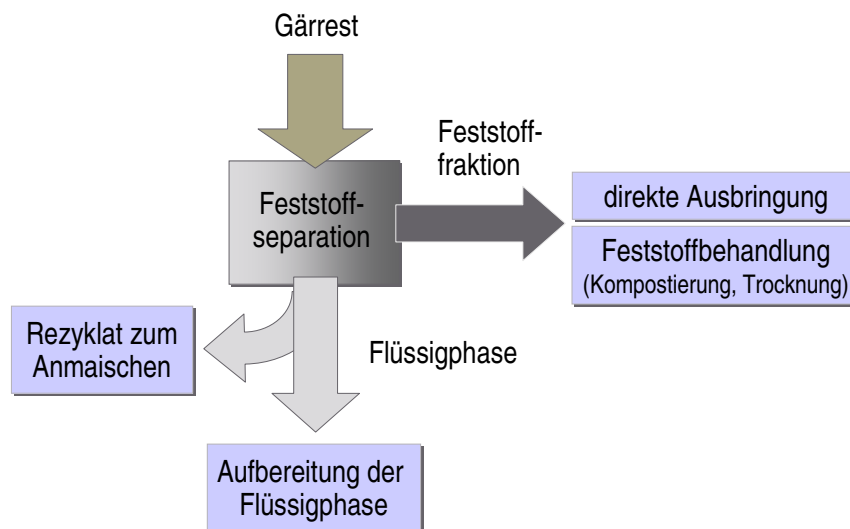 Gärrest
Feststoff-
fraktion
Feststoff-
separation
direkte Ausbringung
Feststoffbehandlung
(Kompostierung, Trocknung)
Rezyklat zum
Anmaischen
Flüssigphase
Aufbereitung der
Flüssigphase